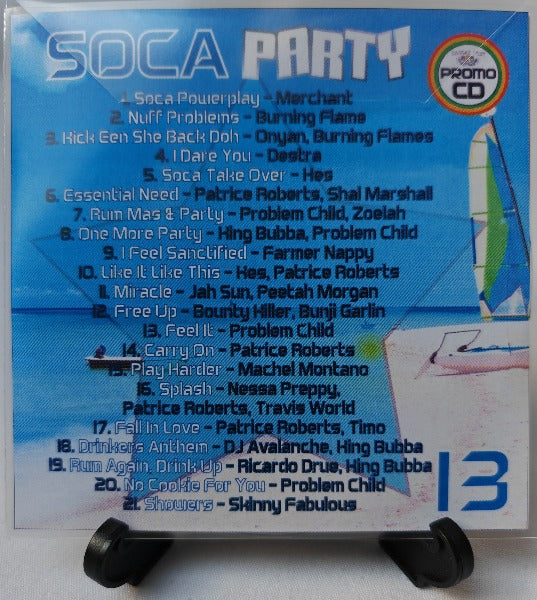 SOCA PARTY
PROMO
CD
1. Soca Powerplay - Merchant
2. Nuff Problems - Burning Flame
3. Kick Een She Back Doh - Onyan, Burning Flames
4. I Dare You - Destra
5. Soca Take Over - Kes
6. Essential Need - Patrice Roberts, Shal Marshall
7. Rum Mas & Party - Problem Child, Zoelah
8. One More Party - King Bubba, Problem Child
9. I Feel Sanctified - Farmer Nappy
10. Like It Like This - Kes, Patrice Roberts
11. Miracle - Jah Sun, Peetah Morgan
12. Free Up - Bounty Killer, Bunji Garlin
13. Feel It - Problem Child
14. Carry On - Patrice Roberts
15. Play Harder - Machel Montano
16. Splash - Nessa Preppy,
Patrice Roberts, Travis World
17. Fall In Love - Patrice Roberts, Timo
18. Drinkers Anthem - DJ Avalanche, King Bubba
19. Rum Again, Drink Up - Ricardo Drue, King Bubba
20. No Cookie For You - Problem Child
21. Showers - Skinny Fabulous
13